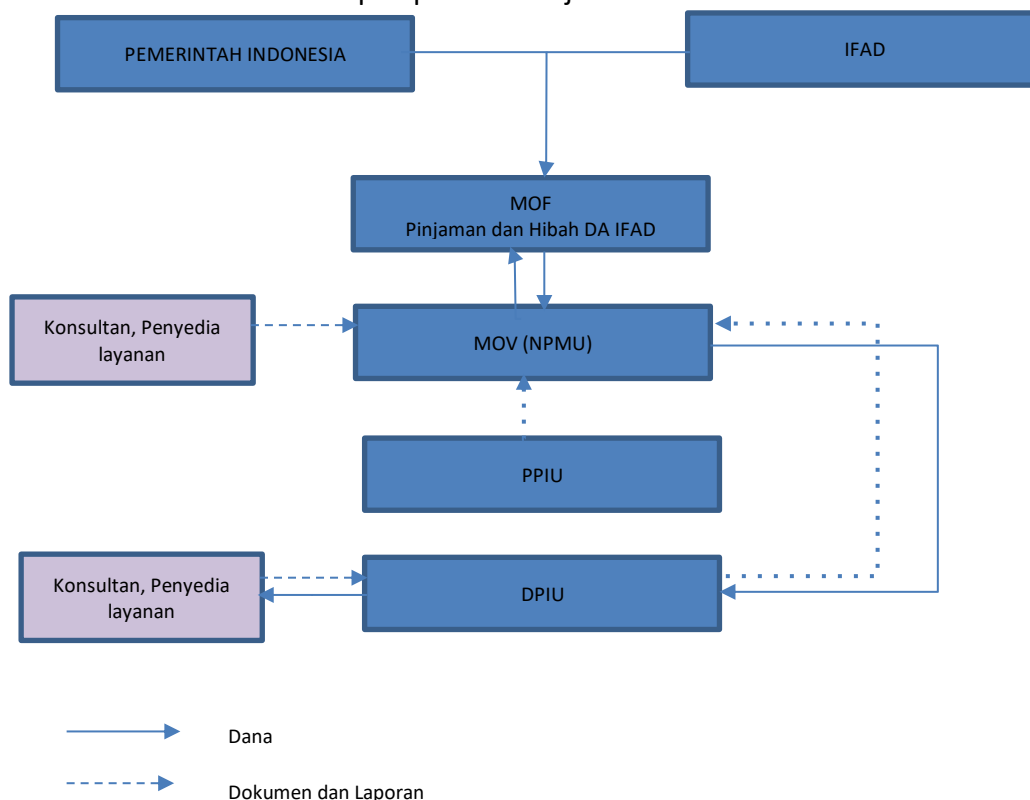 PEMERINTAH INDONESIA
IFAD
MOF
Pinjaman dan Hibah DA IFAD
Konsultan, Penyedia
layanan
MOV (NPMU)
PPIU
Konsultan, Penyedia
layanan
DPIU
Dana
Dokumen dan Laporan